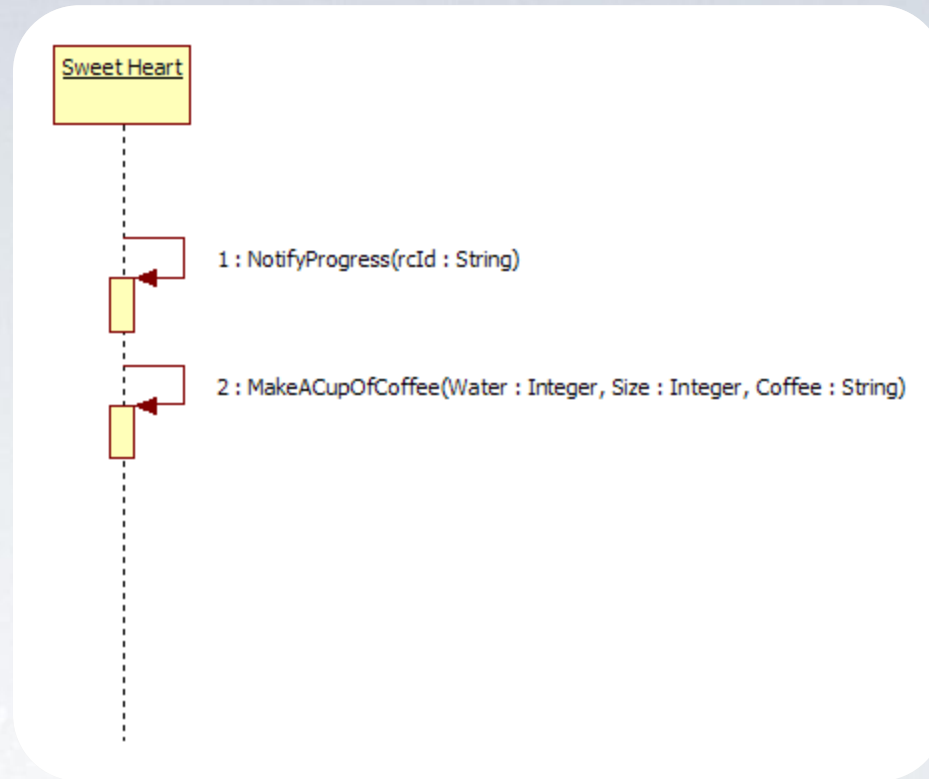 Sweet Heart
1 : NotifyProgress(rcId : String)
2 : MakeACupOfCoffee(Water : Integer, Size : Integer, Coffee : String)